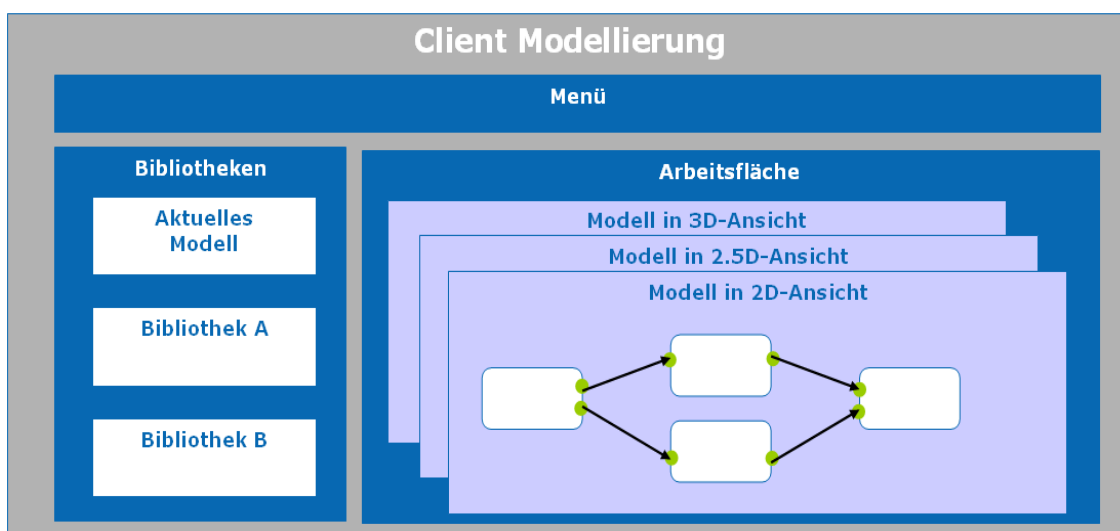 Client Modellierung
Menü
Bibliotheken
Aktuelles
Modell
Bibliothek A
Bibliothek B
Arbeitsfläche
Modell in 3D-Ansicht
Modell in 2.5D-Ansicht
Modell in 2D-Ansicht